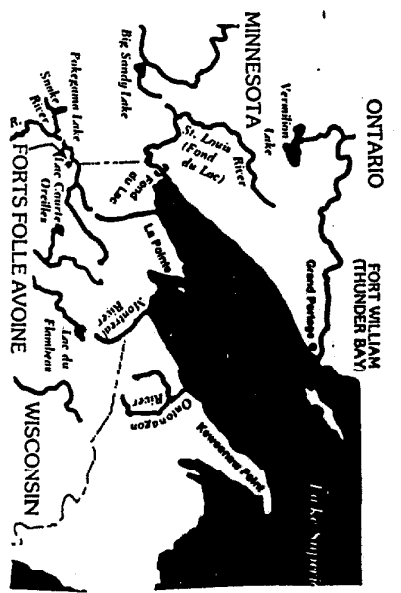 ONTARIO
FORT WILLIAM
(THUNDER BAY)
Grand Portage
Vermilion
Lake
MINNESOTA
St. Louis River
(Fond
du Lac)
Big Sandy Lake
Fond
du Lac
La Pointe
Lake Superi
Keweenaw Point
Ontonagon
River
Montreal
River
Pokegama Lake
Snake
River
Lac Courte
Oreilles
Lac du
Flambeau
FORTS FOLLE AVOINE
WISCONSIN